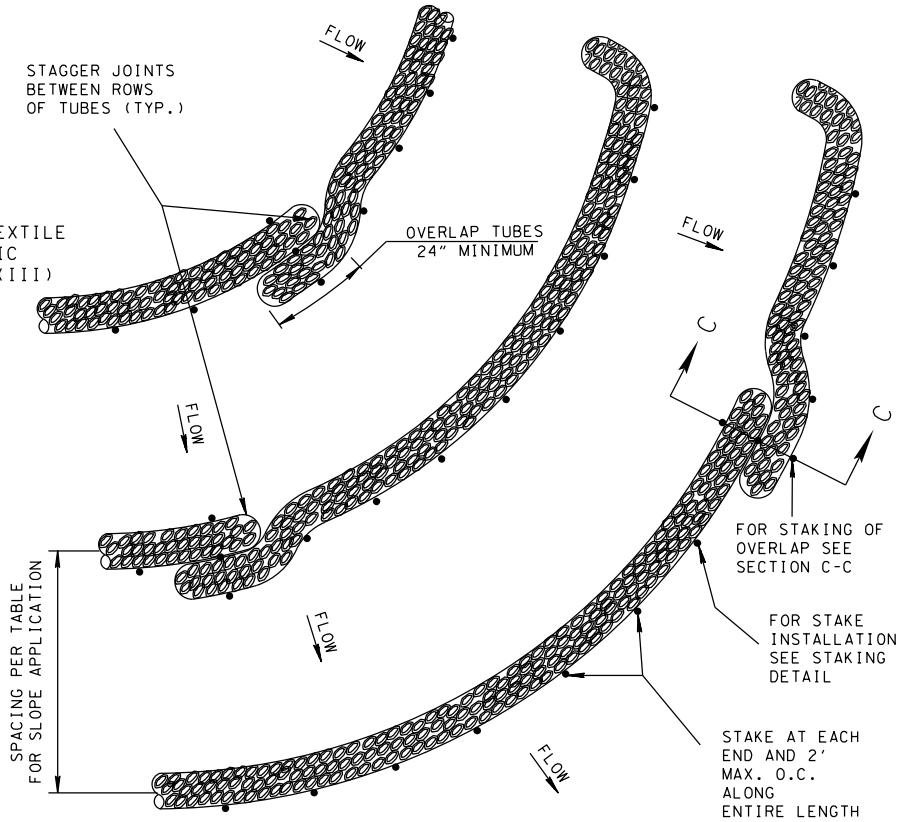 FLOW
STAGGER JOINTS
BETWEEN ROWS
OF TUBES (TYP.)
EXTILE
IC
XIII)
OVERLAP TUBES
24" MINIMUM
FLOW
C
C
FLOW
FOR STAKING OF
OVERLAP SEE
SECTION C-C
SPACING PER TABLE
FOR SLOPE APPLICATION
FLOW
FOR STAKE
INSTALLATION
SEE STAKING
DETAIL
FLOW
STAKE AT EACH
END AND 2'
MAX. O.C.
ALONG
ENTIRE LENGTH